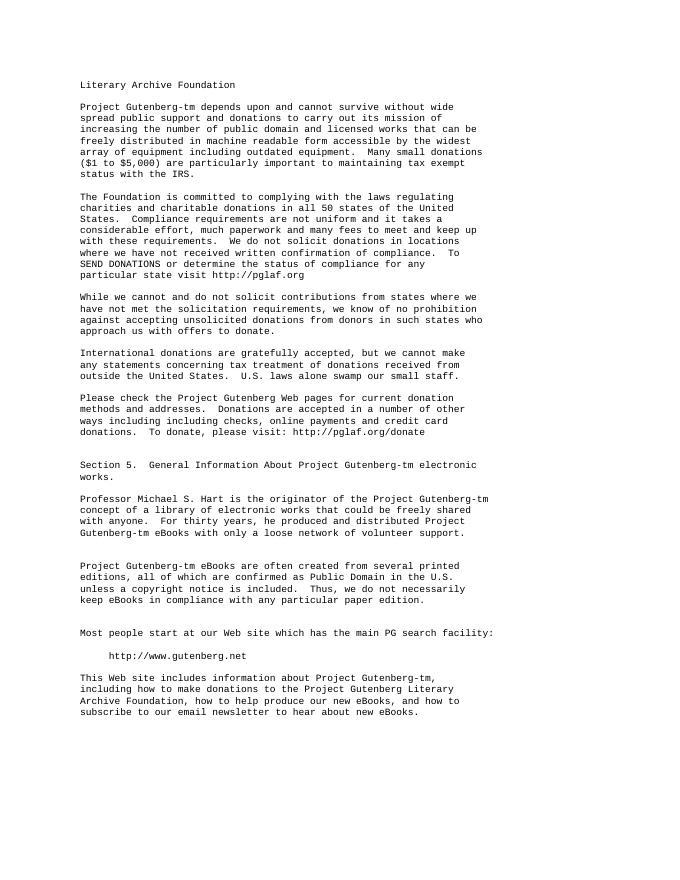 Literary Archive Foundation
Project Gutenberg-tm depends upon and cannot survive without wide
spread public support and donations to carry out its mission of
increasing the number of public domain and licensed works that can be
freely distributed in machine readable form accessible by the widest
array of equipment including outdated equipment.  Many small donations
($1 to $5,000) are particularly important to maintaining tax exempt
status with the IRS.
The Foundation is committed to complying with the laws regulating
charities and charitable donations in all 50 states of the United
States.  Compliance requirements are not uniform and it takes a
considerable effort, much paperwork and many fees to meet and keep up
with these requirements.  We do not solicit donations in locations
where we have not received written confirmation of compliance.  To
SEND DONATIONS or determine the status of compliance for any
particular state visit http://pglaf.org
While we cannot and do not solicit contributions from states where we
have not met the solicitation requirements, we know of no prohibition
against accepting unsolicited donations from donors in such states who
approach us with offers to donate.
International donations are gratefully accepted, but we cannot make
any statements concerning tax treatment of donations received from
outside the United States.  U.S. laws alone swamp our small staff.
Please check the Project Gutenberg Web pages for current donation
methods and addresses.  Donations are accepted in a number of other
ways including including checks, online payments and credit card
donations.  To donate, please visit: http://pglaf.org/donate
Section 5.  General Information About Project Gutenberg-tm electronic
works.
Professor Michael S. Hart is the originator of the Project Gutenberg-tm
concept of a library of electronic works that could be freely shared
with anyone.  For thirty years, he produced and distributed Project
Gutenberg-tm eBooks with only a loose network of volunteer support.
Project Gutenberg-tm eBooks are often created from several printed
editions, all of which are confirmed as Public Domain in the U.S.
unless a copyright notice is included.  Thus, we do not necessarily
keep eBooks in compliance with any particular paper edition.
Most people start at our Web site which has the main PG search facility:
http://www.gutenberg.net
This Web site includes information about Project Gutenberg-tm,
including how to make donations to the Project Gutenberg Literary
Archive Foundation, how to help produce our new eBooks, and how to
subscribe to our email newsletter to hear about new eBooks.